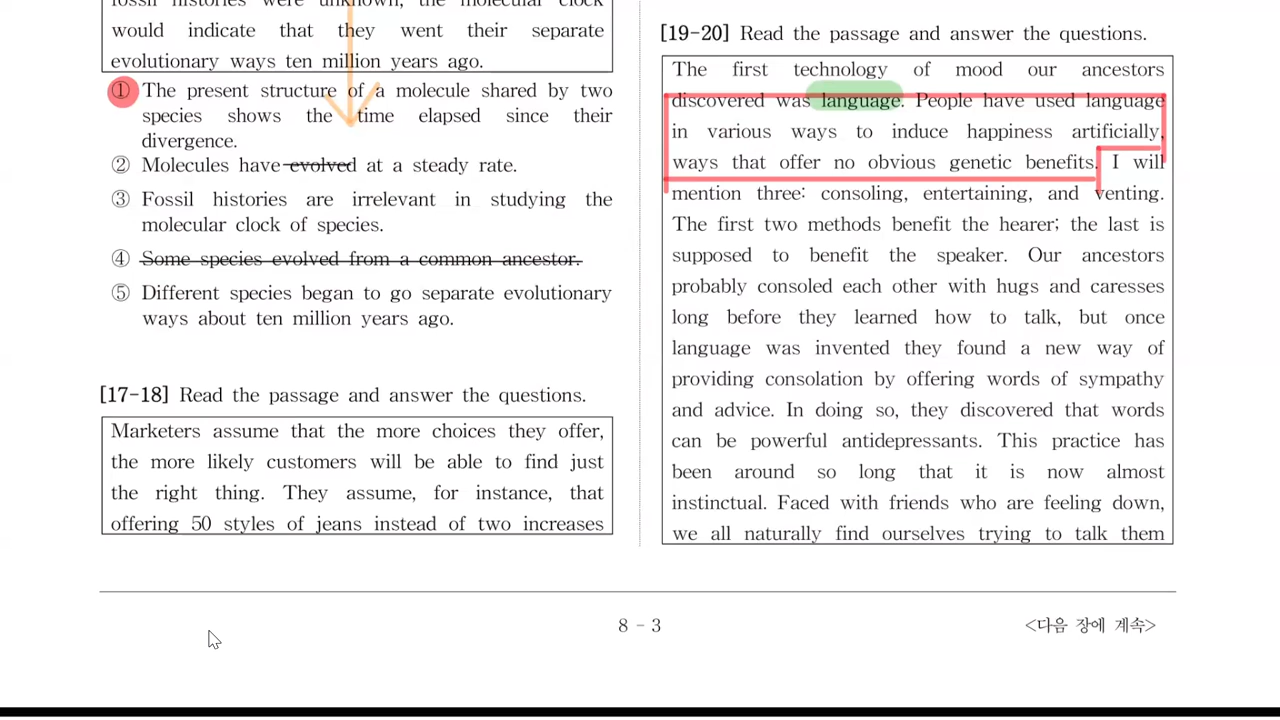 fossil histories were unknown, the molecular clock
would indicate that they went their separate
evolutionary ways ten million years ago.
① The present structure of a molecule shared by two
species shows the time elapsed since their
divergence.
② Molecules have evolved at a steady rate.
③ Fossil histories are irrelevant in studying the
molecular clock of species.
④ Some species evolved from a common ancestor.
⑤ Different species began to go separate evolutionary
ways about ten million years ago.
[17-18] Read the passage and answer the questions.
Marketers assume that the more choices they offer,
the more likely customers will be able to find just
the right thing. They assume, for instance, that
offering 50 styles of jeans instead of two increases
[19-20] Read the passage and answer the questions.
The first technology of mood our ancestors
discovered was language. People have used language
in various ways to induce happiness artificially,
ways that offer no obvious genetic benefits. I will
mention three: consoling, entertaining, and venting.
The first two methods benefit the hearer; the last is
supposed to benefit the speaker. Our ancestors
probably consoled each other with hugs and caresses
long before they learned how to talk, but once
language was invented they found a new way of
providing consolation by offering words of sympathy
and advice. In doing so, they discovered that words
can be powerful antidepressants. This practice has
been around so long that it is now almost
instinctual. Faced with friends who are feeling down,
we all naturally find ourselves trying to talk them
8 - 3
<다음 장에 계속>